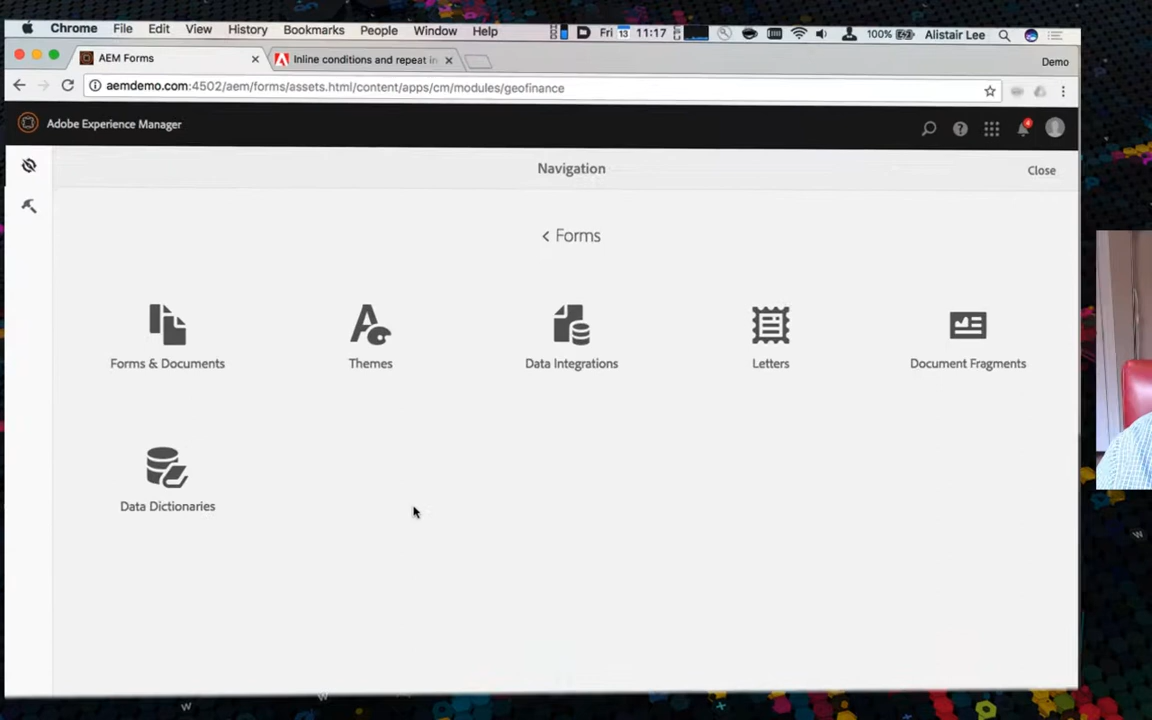 Chrome File Edit View History Bookmarks People Window Help Fri 13 11:17 100% Alistair Lee
AEM Forms Inline conditions and repeat in Demo
aemdemo.com:4502/aem/forms/assets.html/content/apps/cm/modules/geofinance
Adobe Experience Manager 4
Navigation Close
< Forms
Forms & Documents Themes Data Integrations Letters Document Fragments
Data Dictionaries